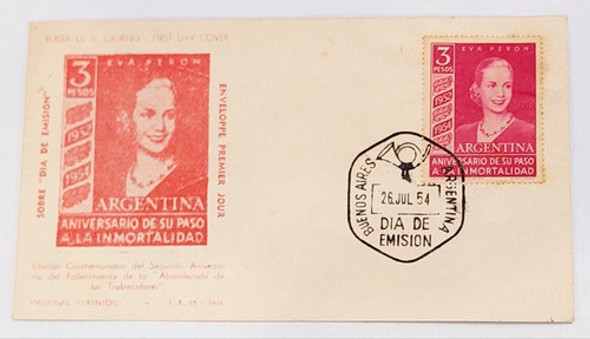 BUSTA DI 1º GIORNO - FIRST DAY COVER
SOBRE "DIA DE EMISION"
EVA PERON
3
PESOS
1952
1954
ARGENTINA
ANIVERSARIO DE SU PASO
A LA INMORTALIDAD
ENVELOPPE PREMIER JOUR
Emisión Conmemorativa del Segundo Aniversa-
rio del Fallecimiento de la "Abanderada de
los Trabajadores".
EVA PERON
3
PESOS
1952
1954
ARGENTINA
ANIVERSARIO DE SU PASO
A LA INMORTALIDAD
BUENOS AIRES
ARGENTINA
26.JUL 54
DIA DE
EMISION